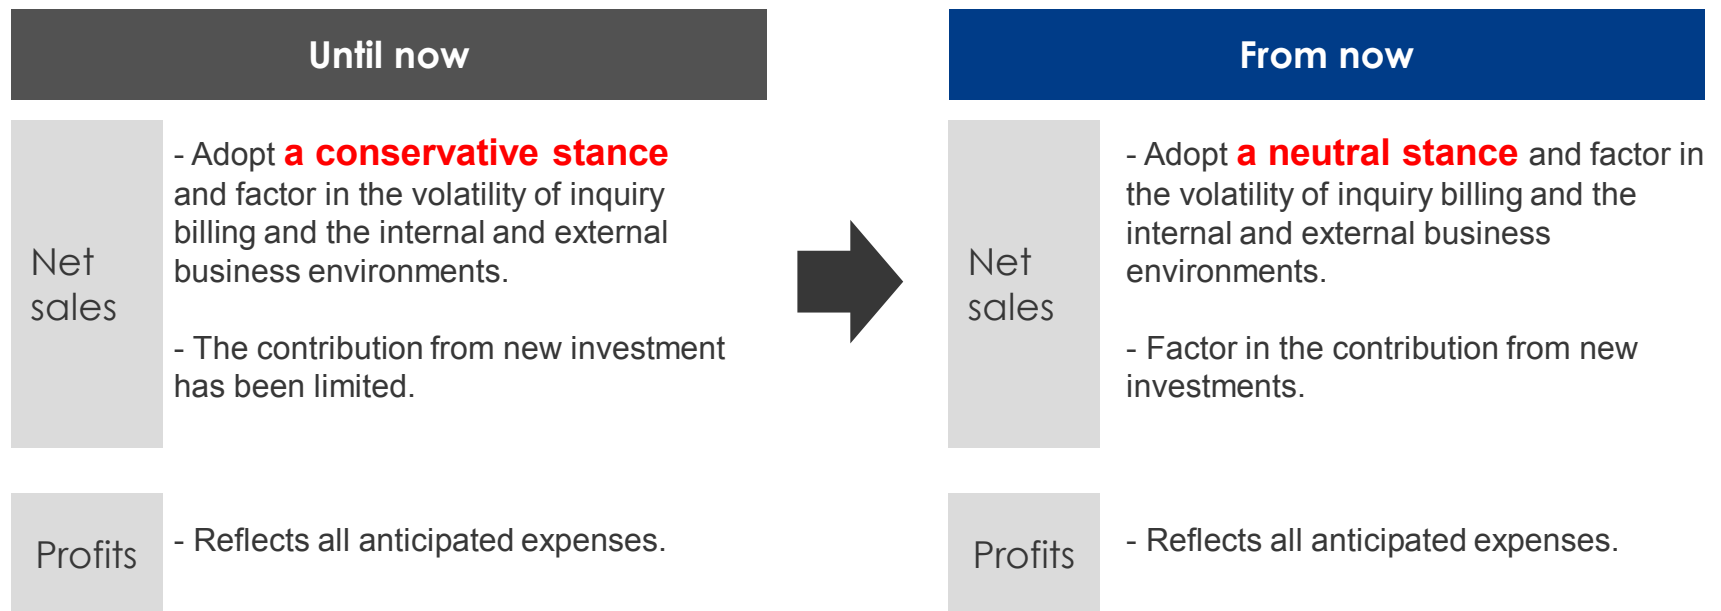 Until now
Net
sales
- Adopt a conservative stance
and factor in the volatility of inquiry
billing and the internal and external
business environments.
- The contribution from new investment
has been limited.
Profits
- Reflects all anticipated expenses.
From now
Net
sales
- Adopt a neutral stance and factor in
the volatility of inquiry billing and the
internal and external business
environments.
- Factor in the contribution from new
investments.
Profits
- Reflects all anticipated expenses.